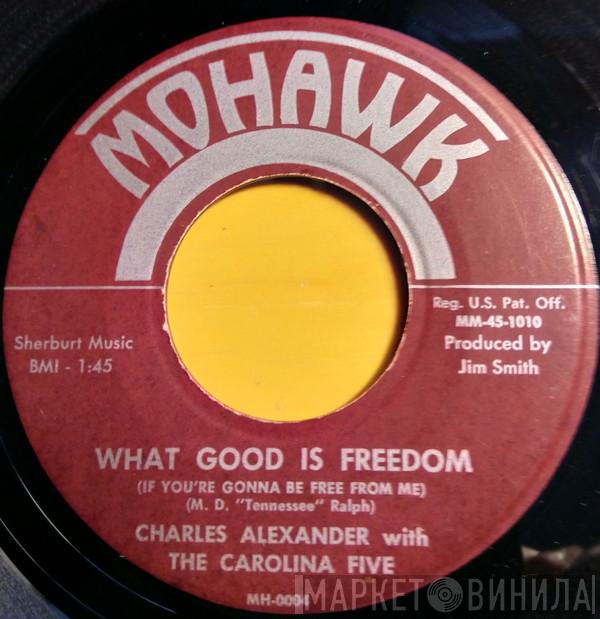 MOHAWK
Reg. U.S. Pat. Off.
MM-45-1010
Produced by
Jim Smith
Sherburt Music
BMI - 1:45
WHAT GOOD IS FREEDOM
(IF YOU'RE GONNA BE FREE FROM ME)
(M. D. "Tennessee" Ralph)
CHARLES ALEXANDER with
THE CAROLINA FIVE
MH-0004
МАРКЕТ ВИНИЛА